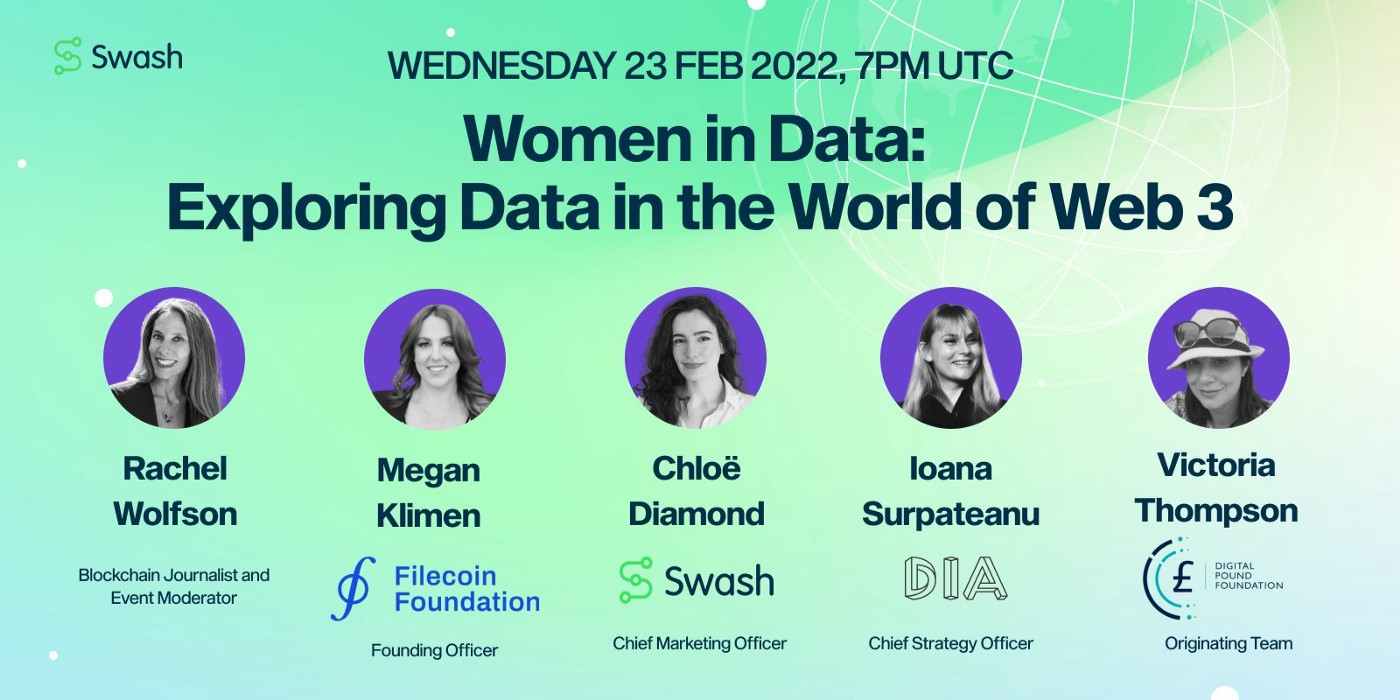 Swash
WEDNESDAY 23 FEB 2022, 7PM UTC
Women in Data:
Exploring Data in the World of Web 3
Rachel
Wolfson
Blockchain Journalist and
Event Moderator
Megan
Klimen
Filecoin
Foundation
Founding Officer
Chloë
Diamond
Swash
Chief Marketing Officer
Ioana
Surpateanu
DIA
Chief Strategy Officer
Victoria
Thompson
£
DIGITAL
POUND
FOUNDATION
Originating Team